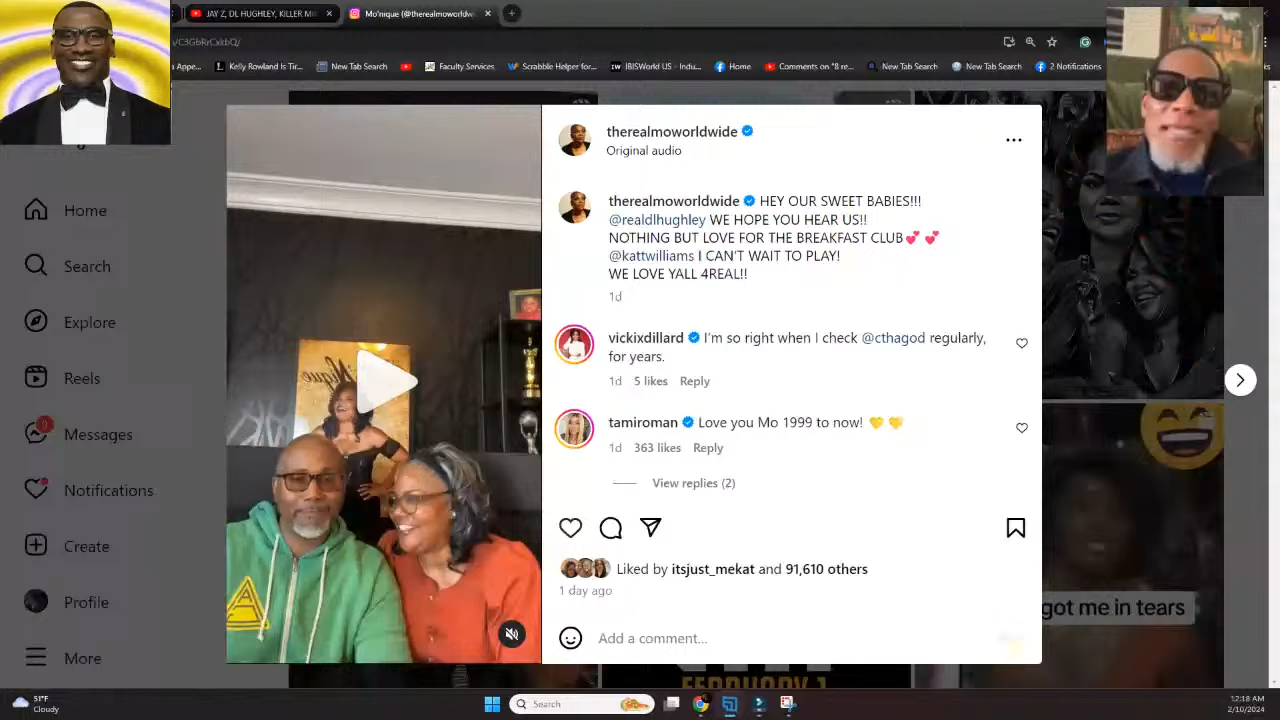 JAY Z, DL HUGHLEY, KILLER MI
Mo'nique (@therealmoworldw
/C3GbRrCxkbQ/
Appe...
Kelly Rowland is Tir...
New Tab Search
Faculty Services
Scrabble Helper for...
IBISWorld US - Indu...
Home
Comments on "8 re...
New Tab Search
New Tab Search
2 Notifications
Home
Search
Explore
Reels
Messages
Notifications
Create
Profile
More
therealmoworldwide
Original audio
therealmoworldwide HEY OUR SWEET BABIES!!!
@realdlhughley WE HOPE YOU HEAR US!!
NOTHING BUT LOVE FOR THE BREAKFAST CLUB💕 💕
@kattwilliams I CAN'T WAIT TO PLAY!
WE LOVE YALL 4REAL!!
1d
vickixdillard I'm so right when I check @cthagod regularly,
for years.
1d 5 likes Reply
tamiroman Love you Mo 1999 to now! 💛 💛
1d 363 likes Reply
View replies (2)
Liked by itsjust_mekat and 91,610 others
1 day ago
Add a comment...
got me in tears
FEBRUARY 1
51°F
Cloudy
Search
12:18 AM
2/10/2024